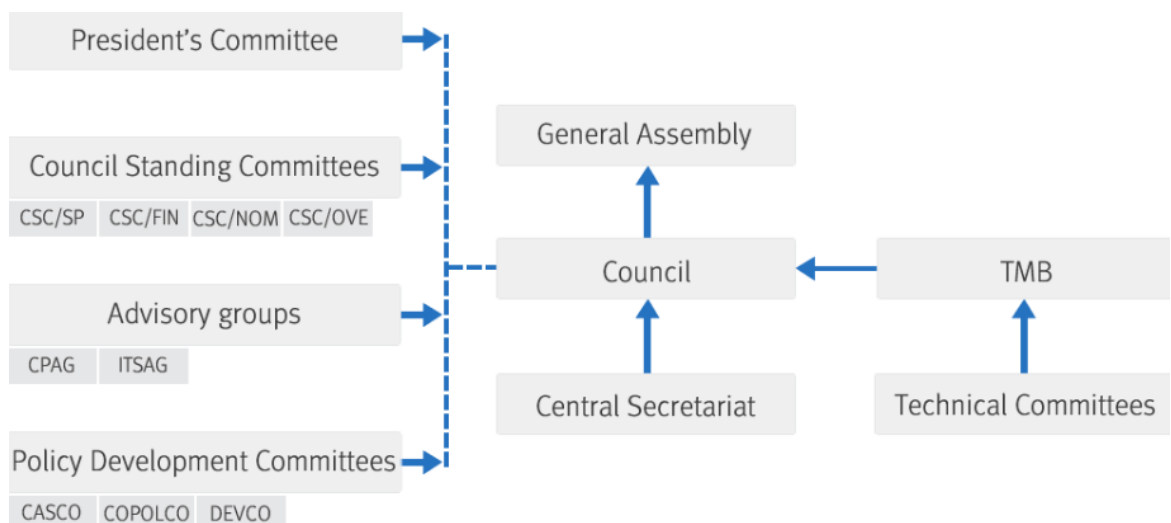 President's Committee
Council Standing Committees
CSC/SP CSC/FIN CSC/NOM CSC/OVE
Advisory groups
CPAG ITSAG
Policy Development Committees
CASCO COPOLCO DEVCO
General Assembly
Council
Central Secretariat
TMB
Technical Committees